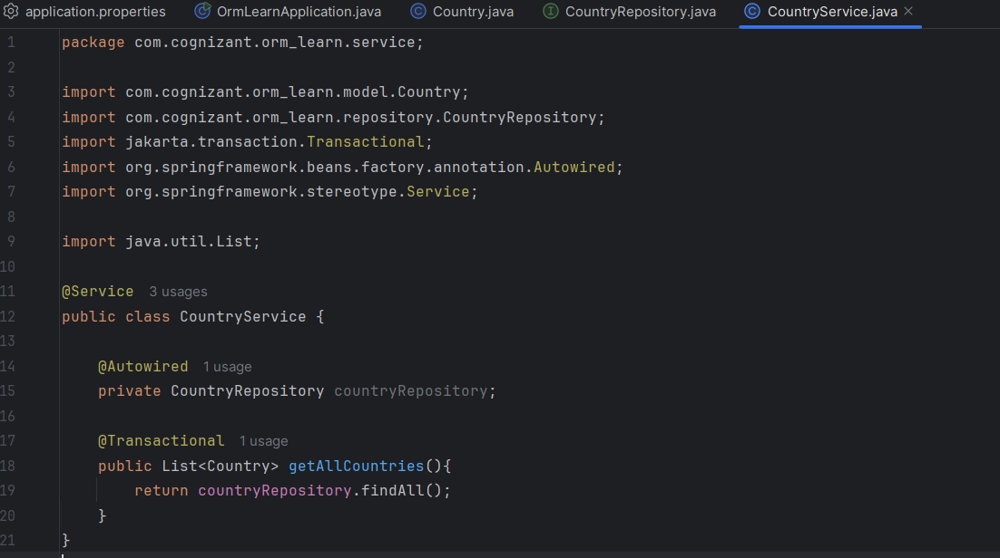 application.properties OrmLearnApplication.java Country.java CountryRepository.java CountryService.java
1 package com.cognizant.orm_learn.service;
2
3 import com.cognizant.orm_learn.model.Country;
4 import com.cognizant.orm_learn.repository.CountryRepository;
5 import jakarta.transaction.Transactional;
6 import org.springframework.beans.factory.annotation.Autowired;
7 import org.springframework.stereotype.Service;
8
9 import java.util.List;
10
11 @Service 3 usages
12 public class CountryService {
13
14 @Autowired 1 usage
15 private CountryRepository countryRepository;
16
17 @Transactional 1 usage
18 public List<Country> getAllCountries(){
19 return countryRepository.findAll();
20 }
21 }